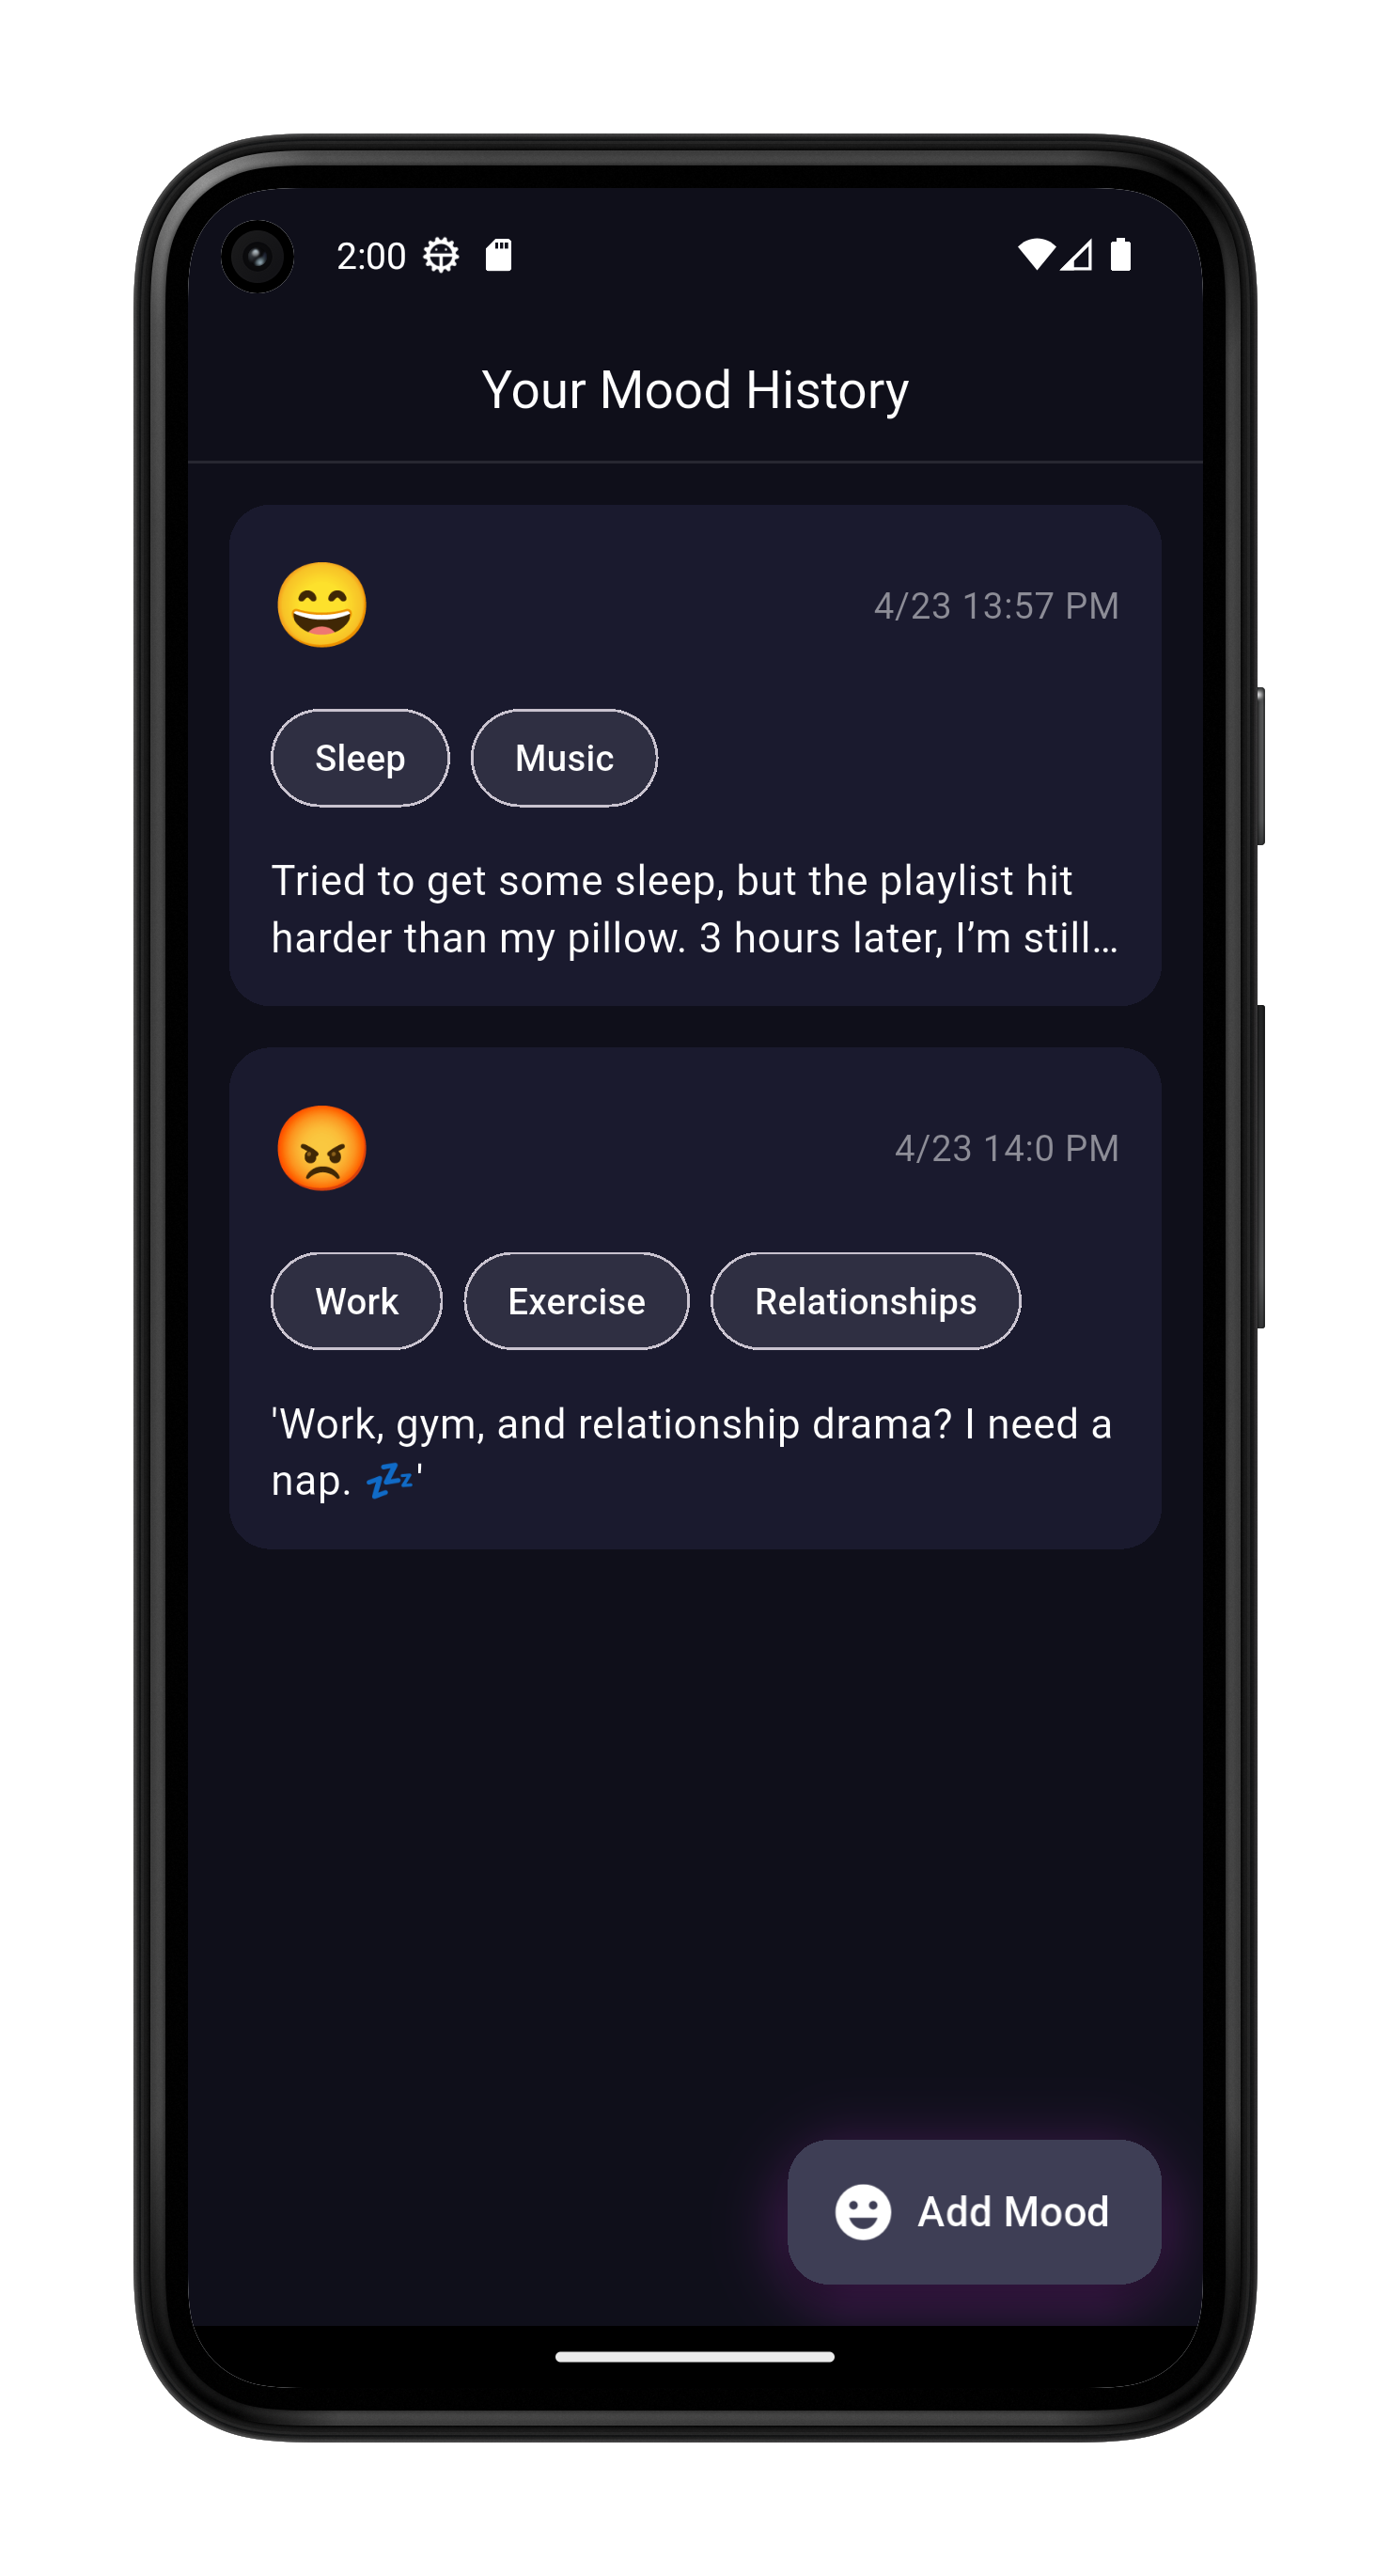 2:00
Your Mood History
😄 4/23 13:57 PM
Sleep Music
Tried to get some sleep, but the playlist hit
harder than my pillow. 3 hours later, I’m still…
😡 4/23 14:0 PM
Work Exercise Relationships
'Work, gym, and relationship drama? I need a
nap. 💤'
Add Mood